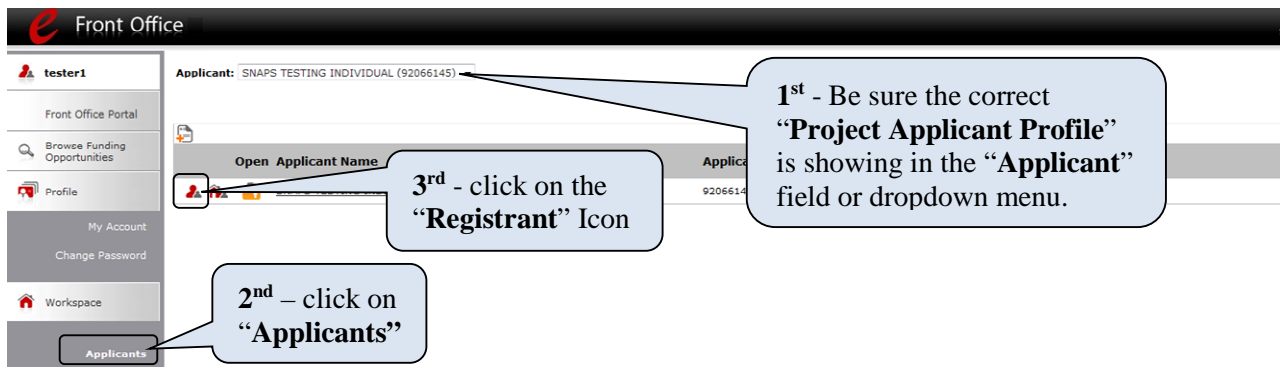 e Front Office
tester1
Applicant: SNAPS TESTING INDIVIDUAL (92066145)
1st - Be sure the correct
“Project Applicant Profile”
is showing in the “Applicant”
field or dropdown menu.
Front Office Portal
Browse Funding
Opportunities
Open Applicant Name
3rd - click on the
“Registrant” Icon
Profile
My Account
Change Password
2nd – click on
“Applicants”
Workspace
Applicants